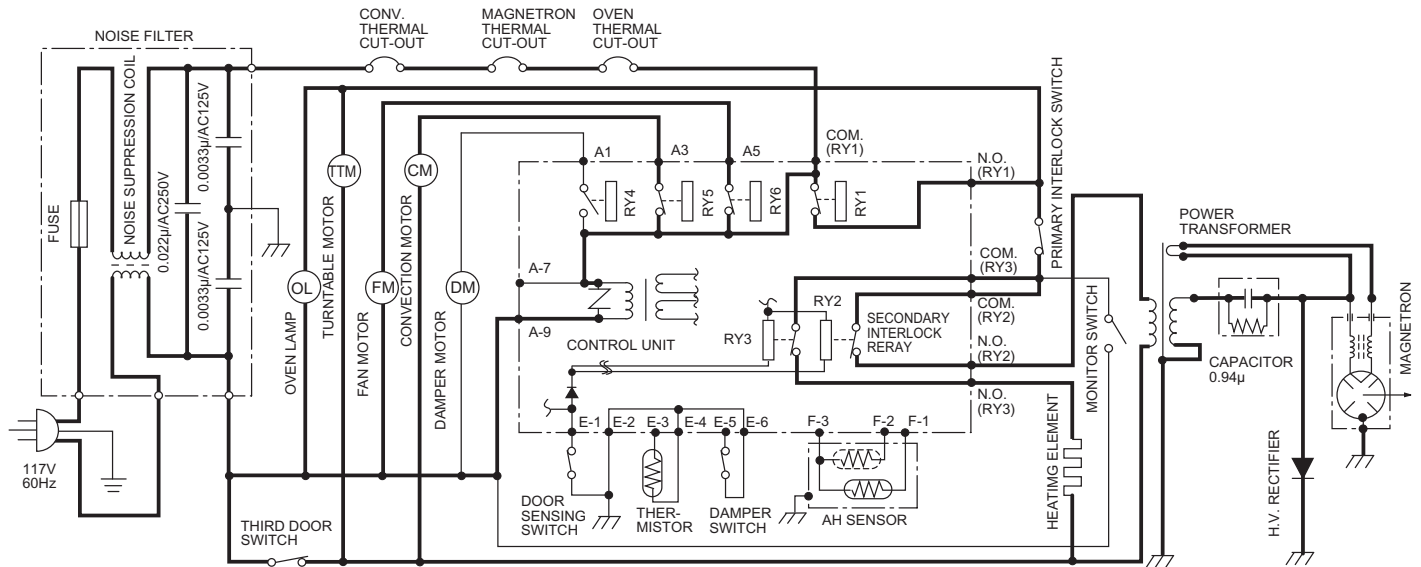 CONV.
THERMAL
CUT-OUT
MAGNETRON
THERMAL
CUT-OUT
OVEN
THERMAL
CUT-OUT
NOISE FILTER
FUSE
NOISE SUPPRESSION COIL
0.022μ/AC250V
0.0033μ/AC125V
0.0033μ/AC125V
117V
60Hz
OL
OVEN LAMP
TTM
TURNTABLE MOTOR
FM
FAN MOTOR
CM
CONVECTION MOTOR
DM
DAMPER MOTOR
A1
A3
A5
COM.
(RY1)
N.O.
(RY1)
RY4
RY5
RY6
RY1
PRIMARY INTERLOCK SWITCH
A-7
A-9
CONTROL UNIT
COM.
(RY3)
COM.
(RY2)
RY2
RY3
SECONDARY
INTERLOCK
RERAY
N.O.
(RY2)
N.O.
(RY3)
E-1
E-2
E-3
E-4
E-5
E-6
F-3
F-2
F-1
DOOR
SENSING
SWITCH
THER-
MISTOR
DAMPER
SWITCH
AH SENSOR
THIRD DOOR
SWITCH
HEATIMG ELEMENT
MONITOR SWITCH
POWER
TRANSFORMER
CAPACITOR
0.94μ
H.V. RECTIFIER
MAGNETRON